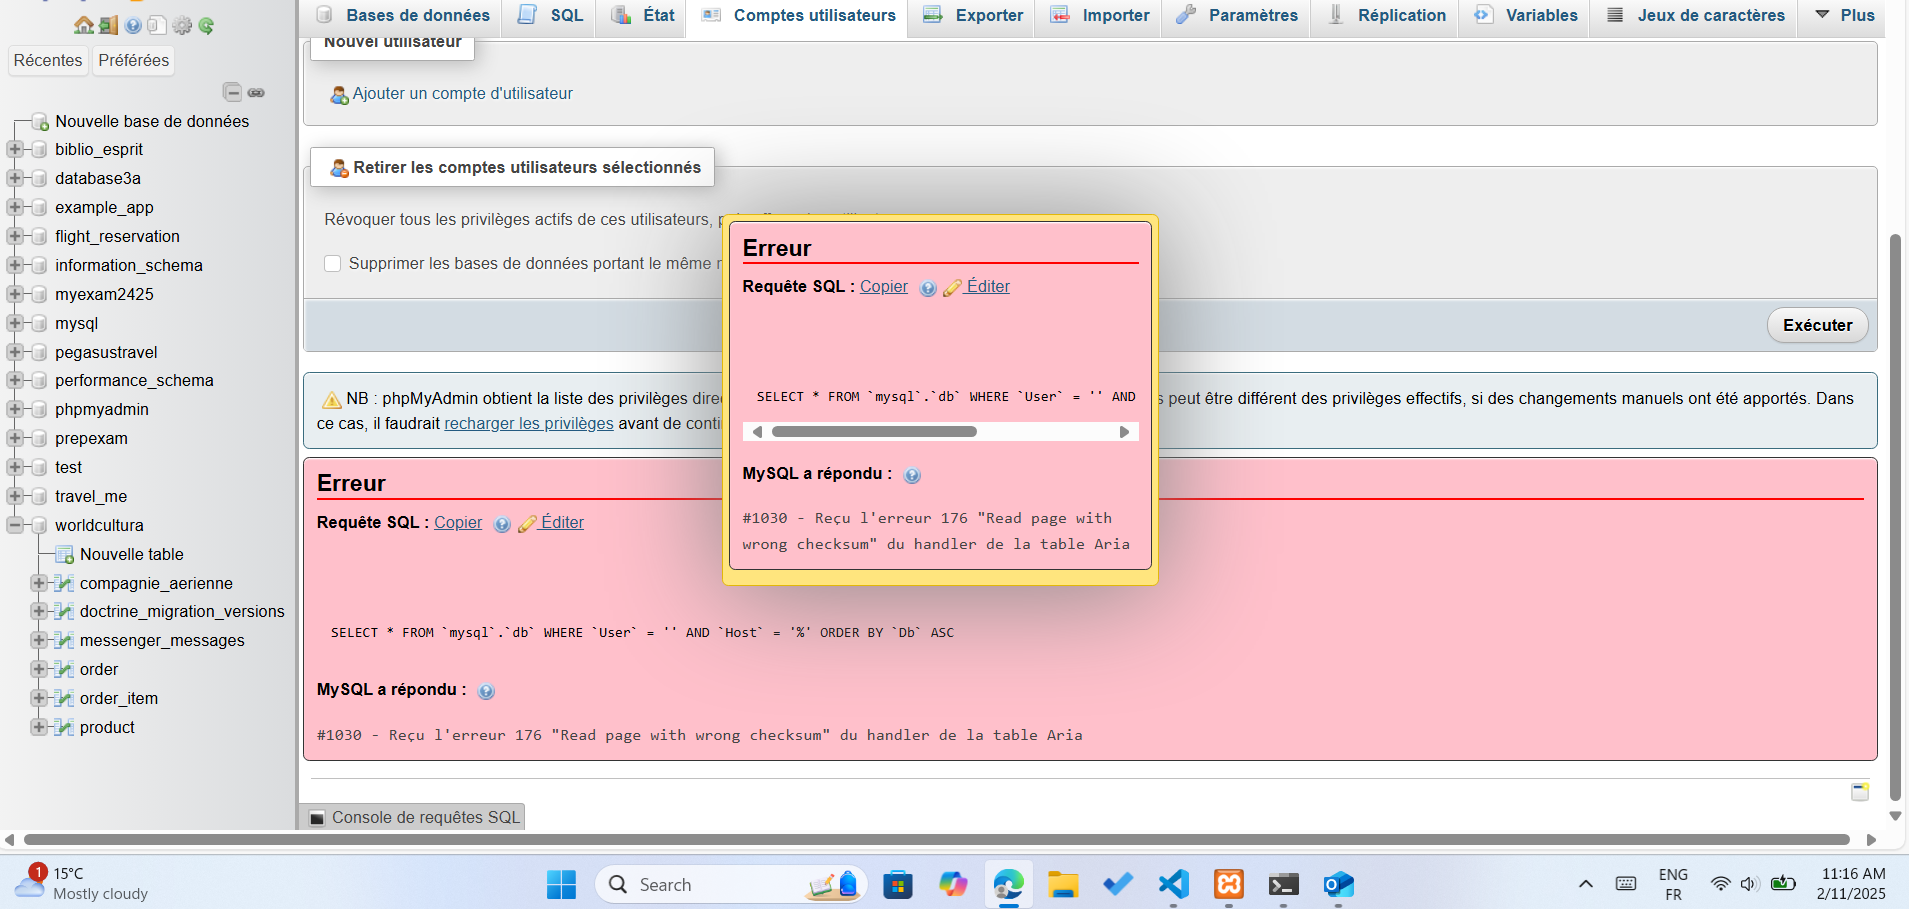 Bases de données
SQL
État
Comptes utilisateurs
Exporter
Importer
Paramètres
Réplication
Variables
Jeux de caractères
Plus
Récentes
Préférées
Nouvelle base de données
biblio_esprit
database3a
example_app
flight_reservation
information_schema
myexam2425
mysql
pegasustravel
performance_schema
phpmyadmin
prepexam
test
travel_me
worldcultura
Nouvelle table
compagnie_aerienne
doctrine_migration_versions
messenger_messages
order
order_item
product
Nouvel utilisateur
Ajouter un compte d'utilisateur
Retirer les comptes utilisateurs sélectionnés
Révoquer tous les privilèges actifs de ces utilisateurs,
Supprimer les bases de données portant le même
Exécuter
NB : phpMyAdmin obtient la liste des privilèges
peut être différent des privilèges effectifs, si des changements manuels ont été apportés. Dans
ce cas, il faudrait recharger les privilèges avant de
Erreur
Requête SQL : Copier Éditer
SELECT * FROM `mysql`.`db` WHERE `User` = '' AND
MySQL a répondu :
#1030 - Reçu l'erreur 176 "Read page with
wrong checksum" du handler de la table Aria
Erreur
Requête SQL : Copier Éditer
SELECT * FROM `mysql`.`db` WHERE `User` = '' AND `Host` = '%' ORDER BY `Db` ASC
MySQL a répondu :
#1030 - Reçu l'erreur 176 "Read page with wrong checksum" du handler de la table Aria
Console de requêtes SQL
1
15°C
Mostly cloudy
Search
ENG
FR
11:16 AM
2/11/2025